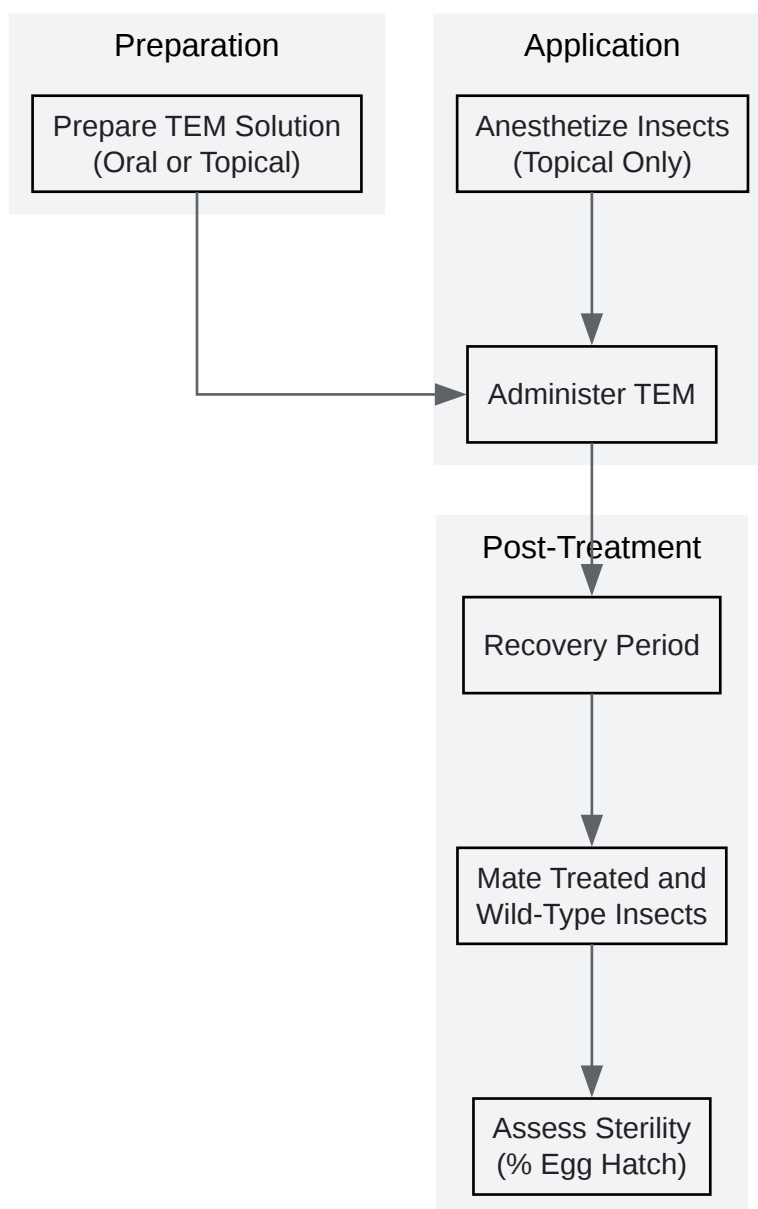 Preparation
Prepare TEM Solution
(Oral or Topical)
Application
Anesthetize Insects
(Topical Only)
Administer TEM
Post-Treatment
Recovery Period
Mate Treated and
Wild-Type Insects
Assess Sterility
(% Egg Hatch)